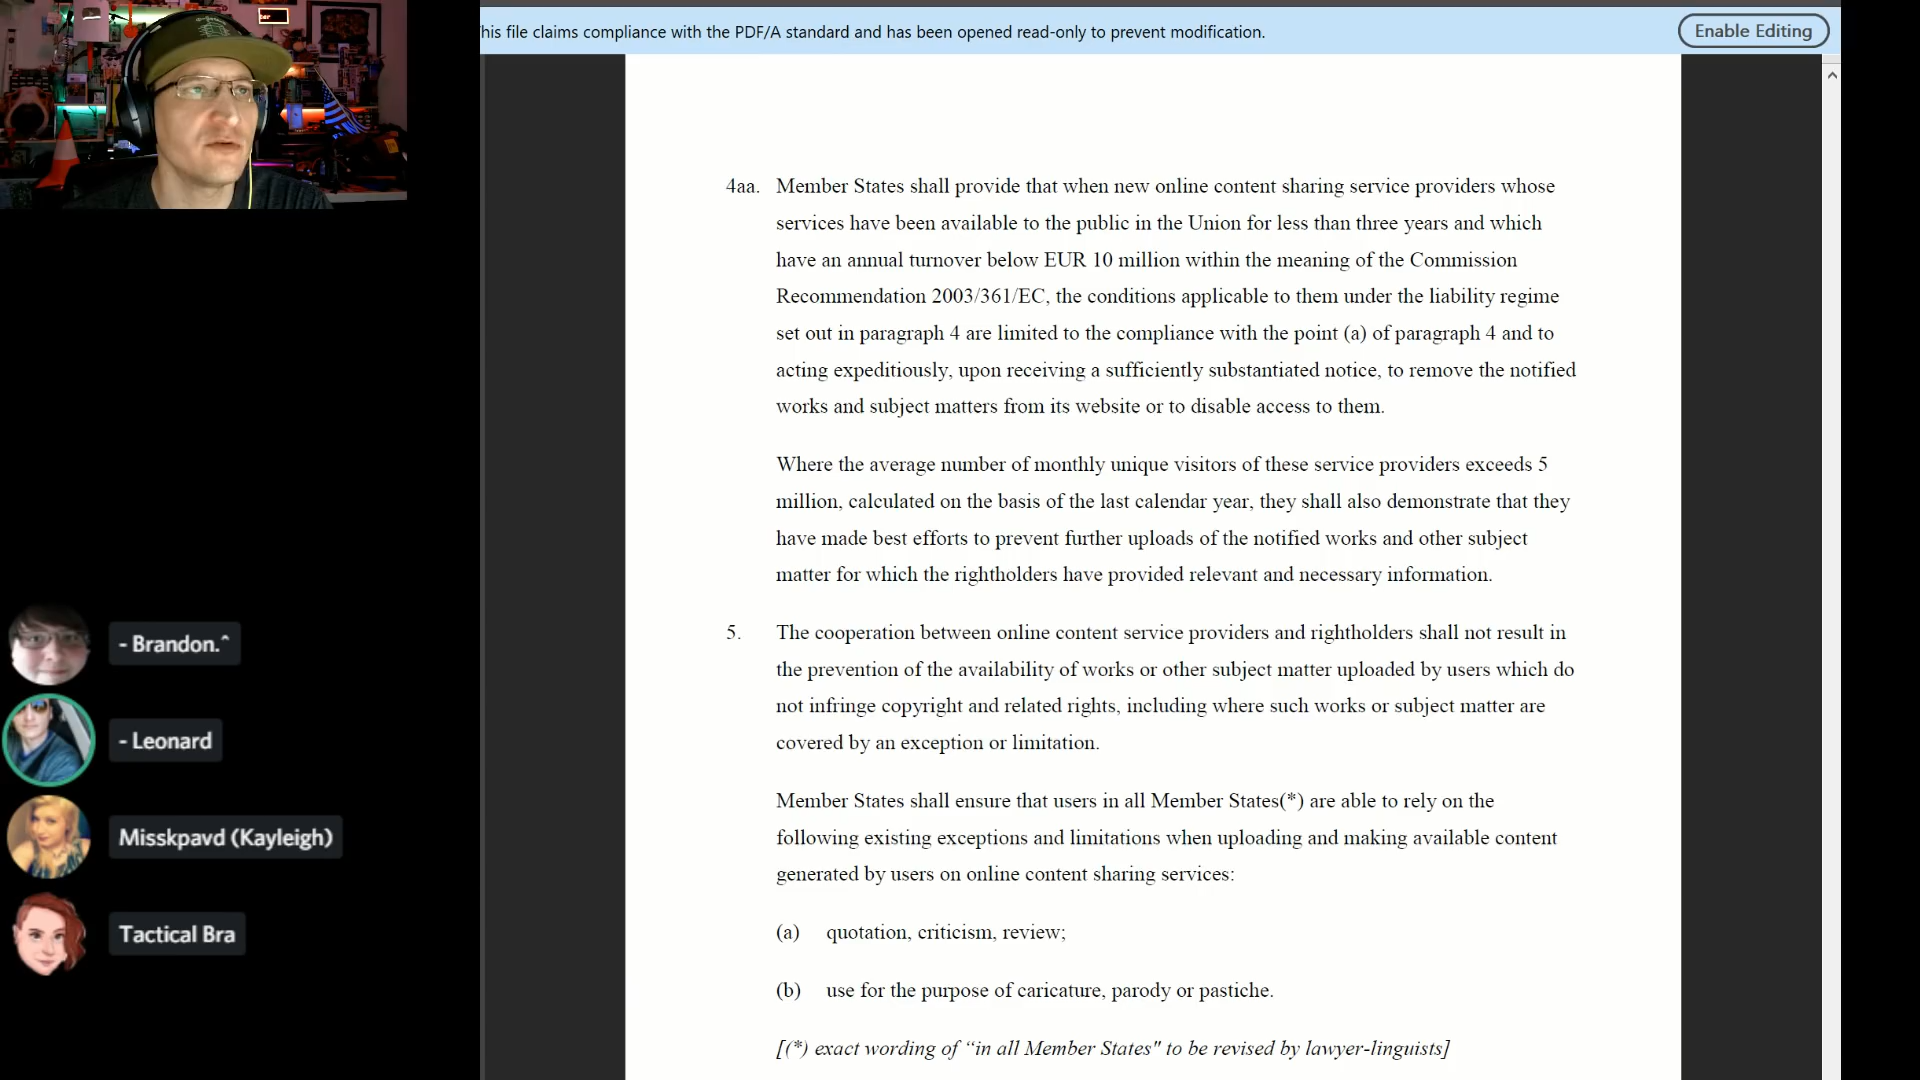 his file claims compliance with the PDF/A standard and has been opened read-only to prevent modification.
Enable Editing
4aa. Member States shall provide that when new online content sharing service providers whose
services have been available to the public in the Union for less than three years and which
have an annual turnover below EUR 10 million within the meaning of the Commission
Recommendation 2003/361/EC, the conditions applicable to them under the liability regime
set out in paragraph 4 are limited to the compliance with the point (a) of paragraph 4 and to
acting expeditiously, upon receiving a sufficiently substantiated notice, to remove the notified
works and subject matters from its website or to disable access to them.
Where the average number of monthly unique visitors of these service providers exceeds 5
million, calculated on the basis of the last calendar year, they shall also demonstrate that they
have made best efforts to prevent further uploads of the notified works and other subject
matter for which the rightholders have provided relevant and necessary information.
5. The cooperation between online content service providers and rightholders shall not result in
the prevention of the availability of works or other subject matter uploaded by users which do
not infringe copyright and related rights, including where such works or subject matter are
covered by an exception or limitation.
Member States shall ensure that users in all Member States(*) are able to rely on the
following existing exceptions and limitations when uploading and making available content
generated by users on online content sharing services:
(a) quotation, criticism, review;
(b) use for the purpose of caricature, parody or pastiche.
[(*) exact wording of “in all Member States" to be revised by lawyer-linguists]
- Brandon.^
- Leonard
Misskpavd (Kayleigh)
Tactical Bra